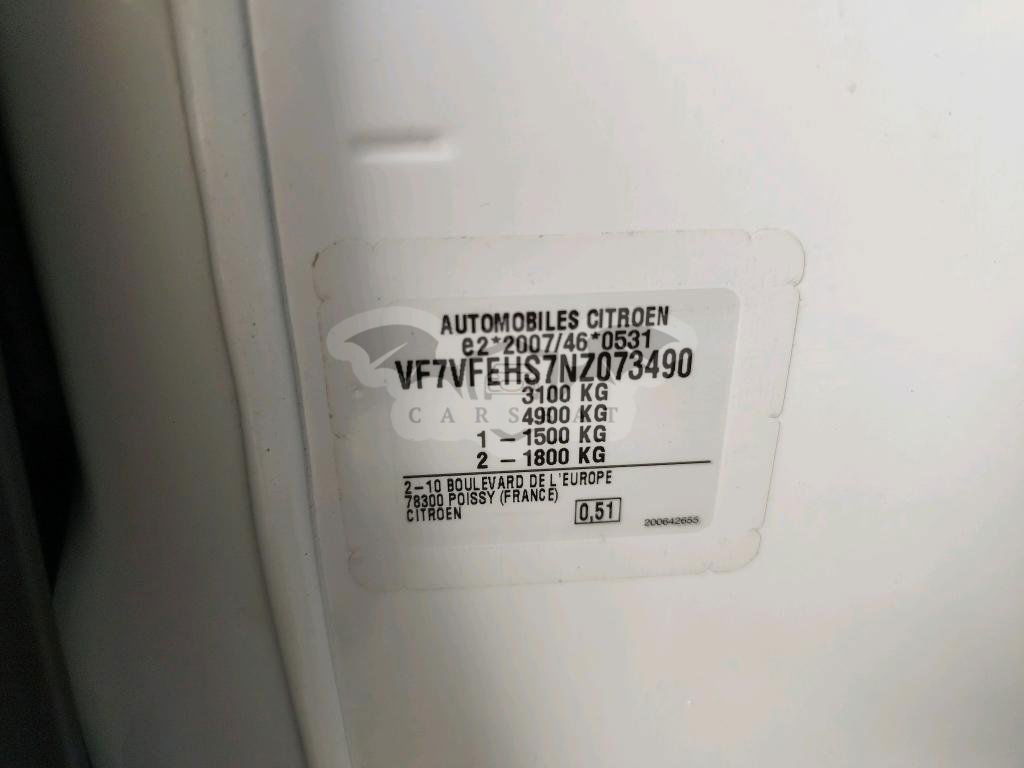 AUTOMOBILES CITROEN
e2*2007/46*0531
VF7VFEHS7NZ073490
3100 KG
4900 KG
1 – 1500 KG
2 – 1800 KG
2–10 BOULEVARD DE L'EUROPE
78300 POISSY (FRANCE)
CITROEN
0,51
200642655